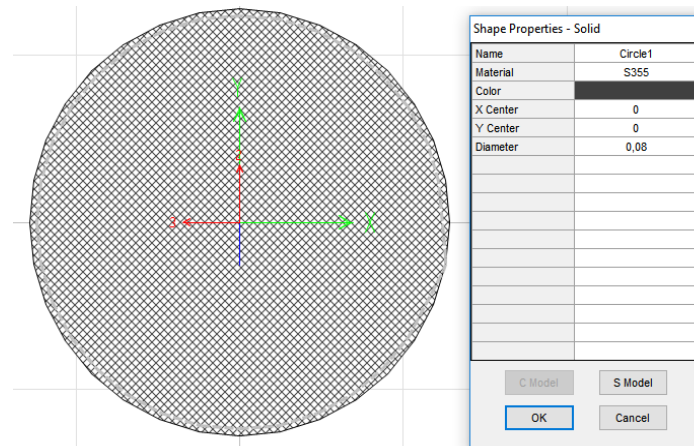 Y
2
3
X
Shape Properties - Solid
Name Circle1
Material S355
Color
X Center 0
Y Center 0
Diameter 0,08
C Model S Model
OK Cancel